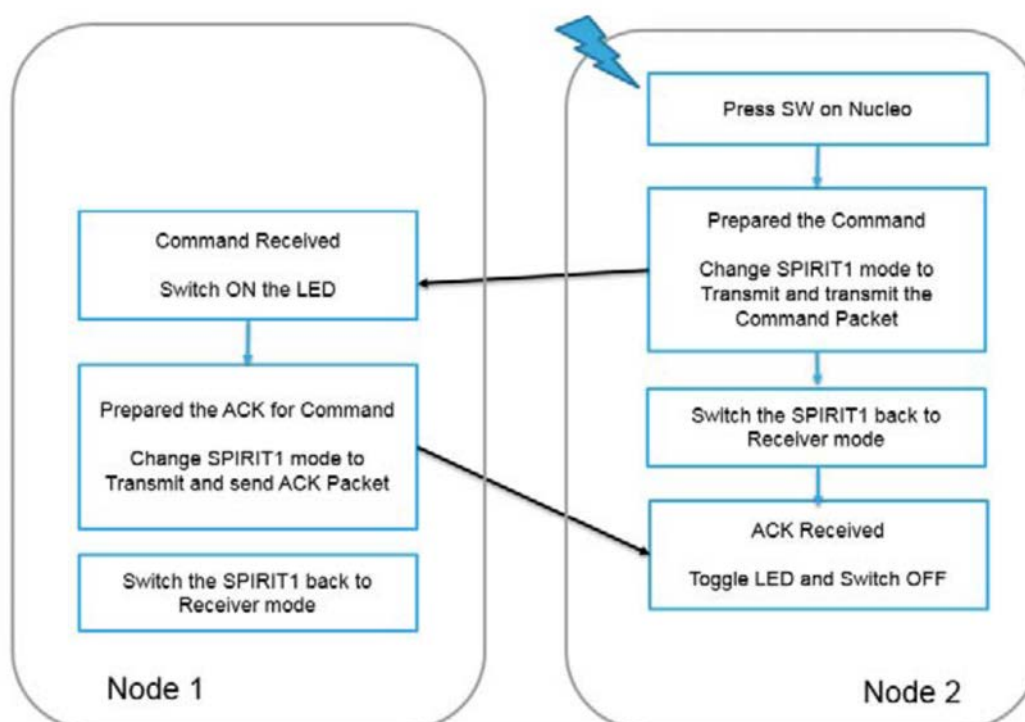 Command Received
Switch ON the LED
Prepared the ACK for Command
Change SPIRIT1 mode to
Transmit and send ACK Packet
Switch the SPIRIT1 back to
Receiver mode
Node 1
Press SW on Nucleo
Prepared the Command
Change SPIRIT1 mode to
Transmit and transmit the
Command Packet
Switch the SPIRIT1 back to
Receiver mode
ACK Received
Toggle LED and Switch OFF
Node 2